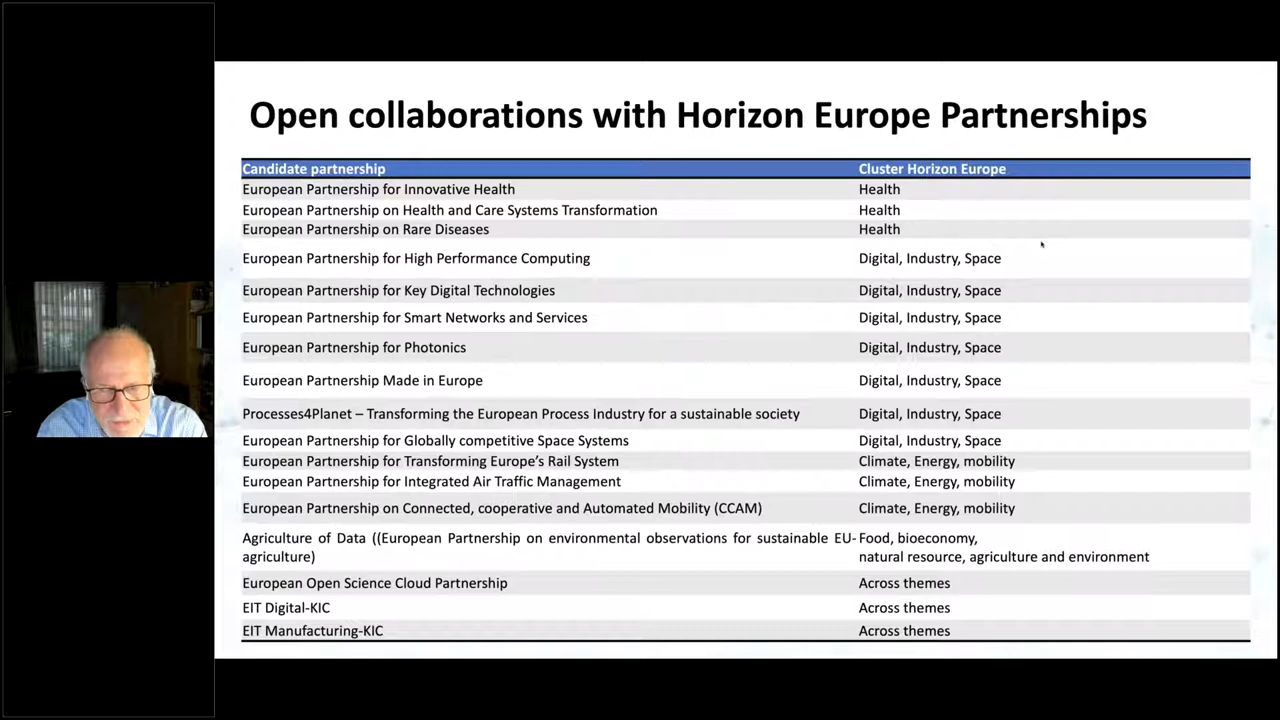 Open collaborations with Horizon Europe Partnerships
Candidate partnership Cluster Horizon Europe
European Partnership for Innovative Health Health
European Partnership on Health and Care Systems Transformation Health
European Partnership on Rare Diseases Health
European Partnership for High Performance Computing Digital, Industry, Space
European Partnership for Key Digital Technologies Digital, Industry, Space
European Partnership for Smart Networks and Services Digital, Industry, Space
European Partnership for Photonics Digital, Industry, Space
European Partnership Made in Europe Digital, Industry, Space
Processes4Planet – Transforming the European Process Industry for a sustainable society Digital, Industry, Space
European Partnership for Globally competitive Space Systems Digital, Industry, Space
European Partnership for Transforming Europe's Rail System Climate, Energy, mobility
European Partnership for Integrated Air Traffic Management Climate, Energy, mobility
European Partnership on Connected, cooperative and Automated Mobility (CCAM) Climate, Energy, mobility
Agriculture of Data ((European Partnership on environmental observations for sustainable EU- Food, bioeconomy,
agriculture) natural resource, agriculture and environment
European Open Science Cloud Partnership Across themes
EIT Digital-KIC Across themes
EIT Manufacturing-KIC Across themes